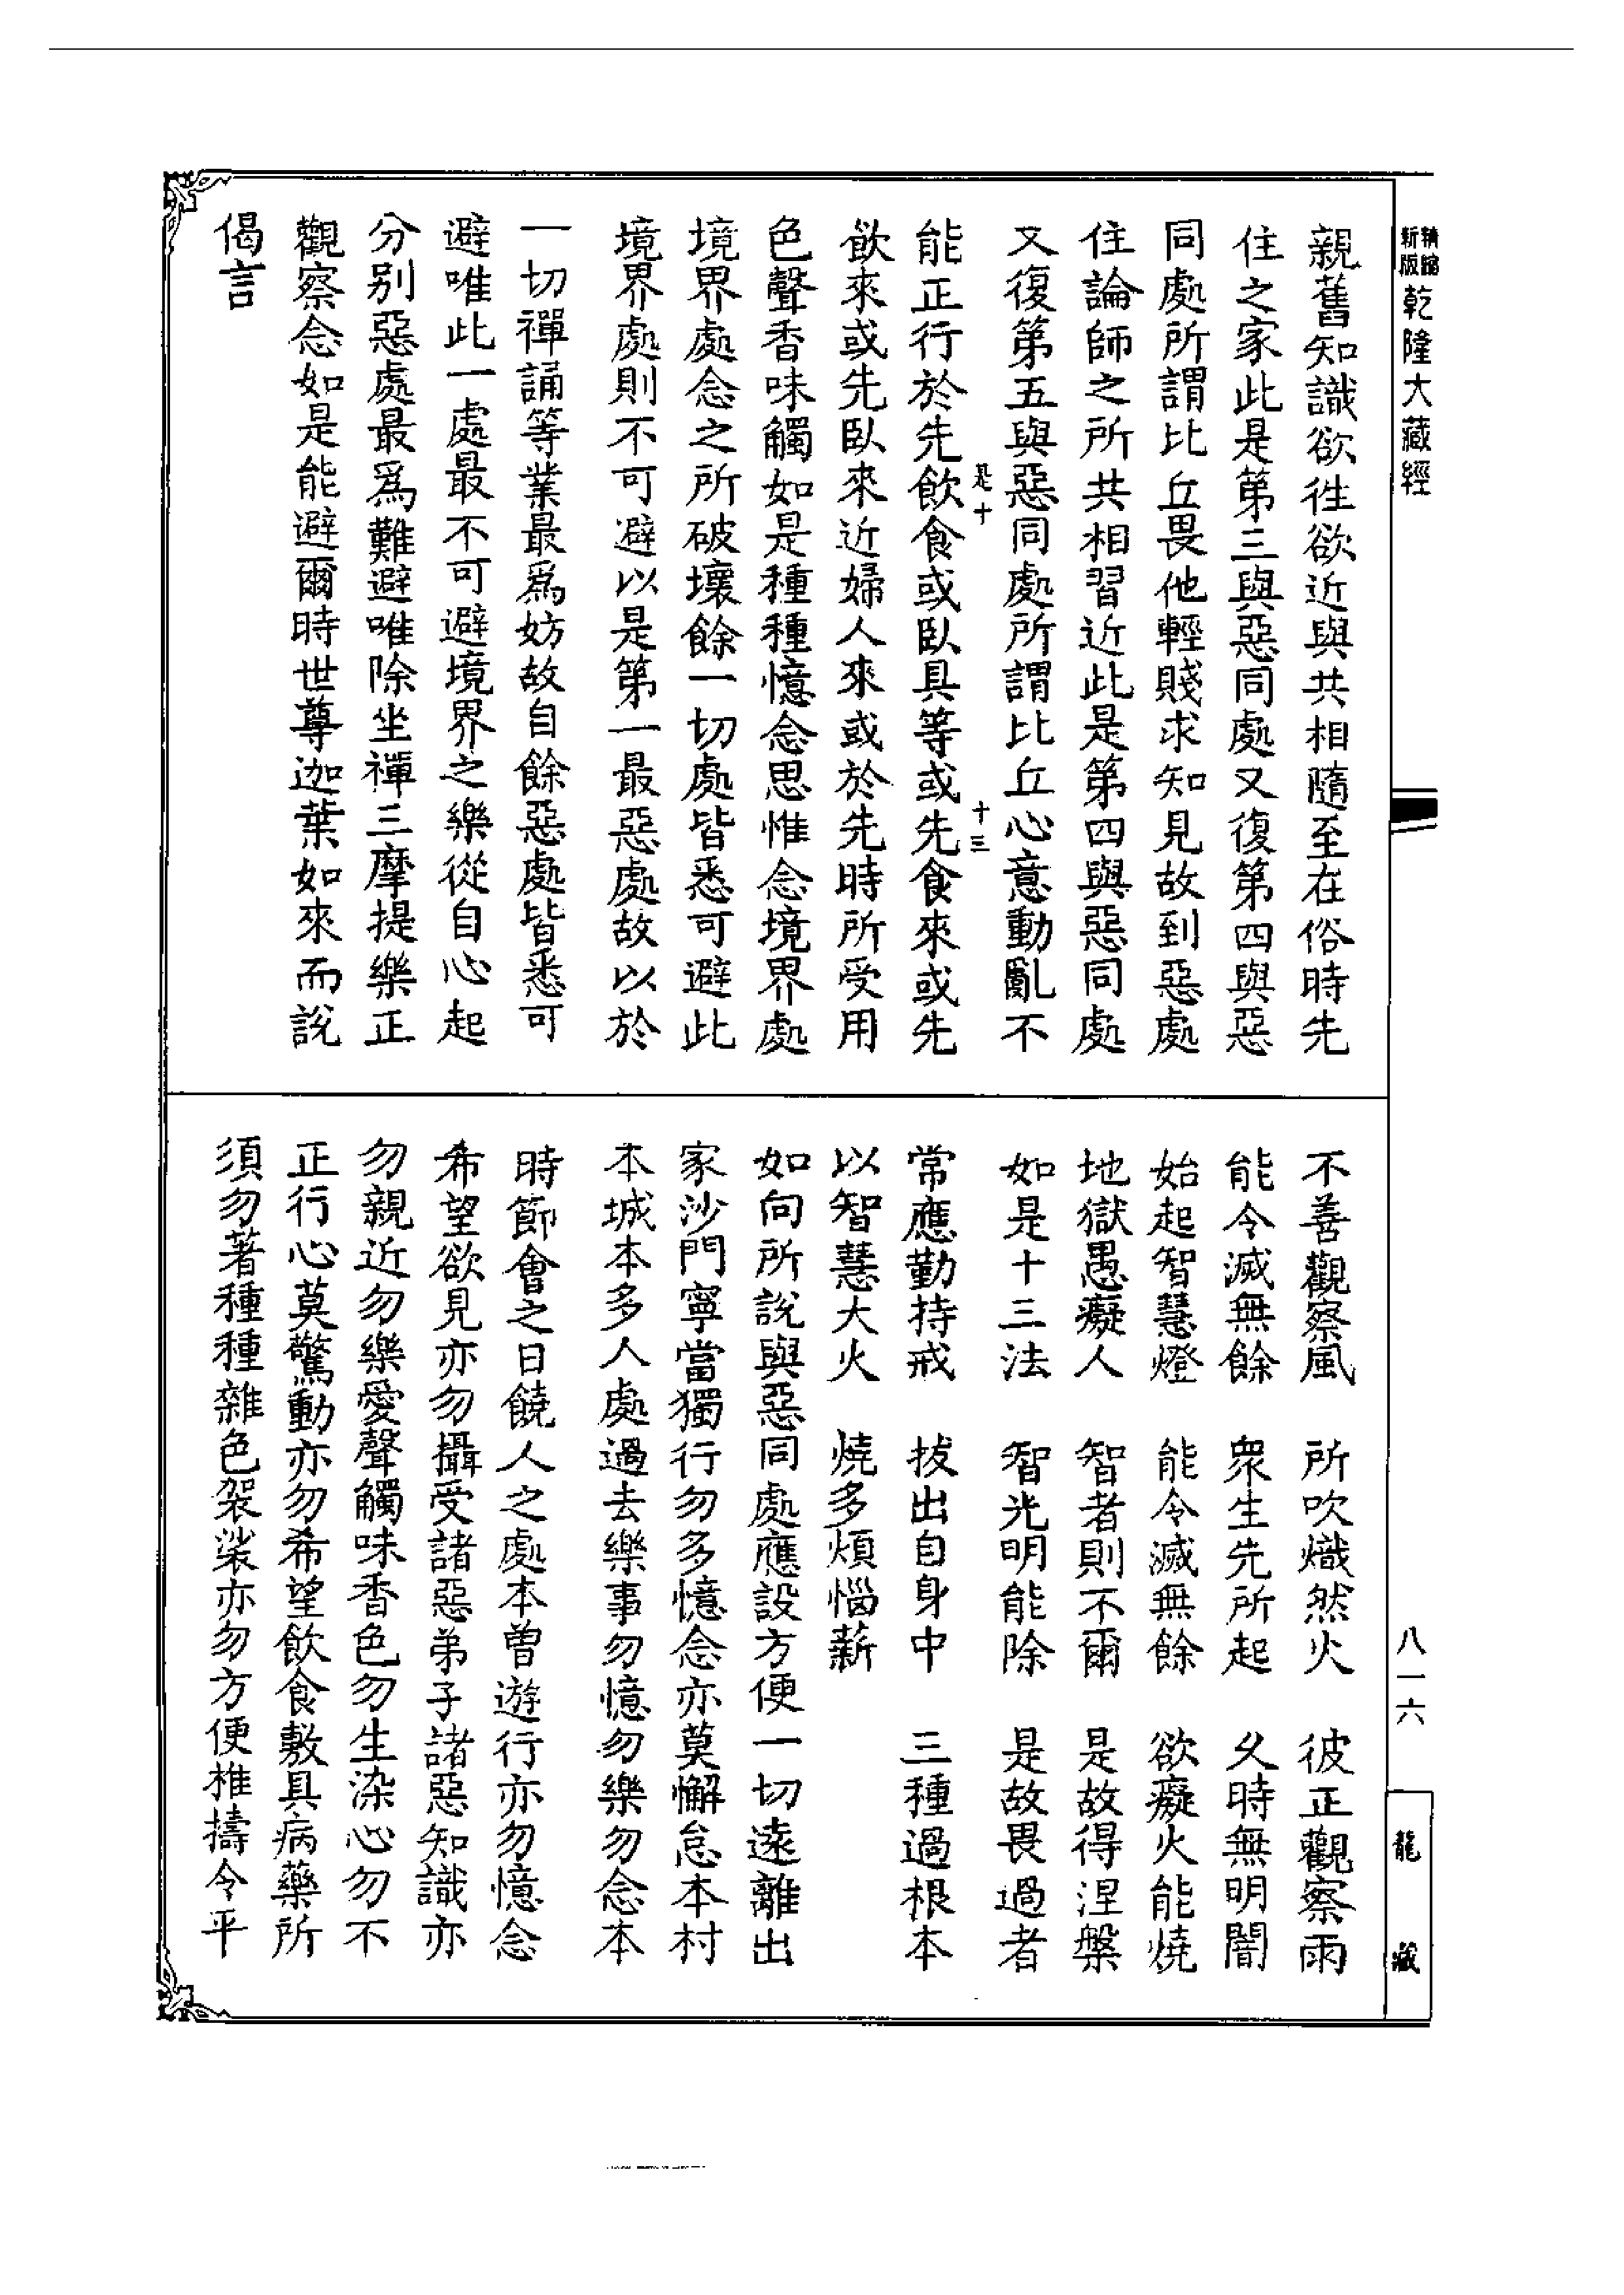 精縮
新版
乾隆大藏經
親舊知識欲徃欲近與共相隨至在俗時先
住之家此是第三與惡同處又復第四與惡
同處所謂比丘畏他輕賤求知見故到惡處
住論師之所共相習近此是第四與惡同處
又復第五與惡同處所謂比丘心意動亂不
是十
十三
能正行於先飲食或臥具等或先食來或先
飲來或先臥來近婦人來或於先時所受用
色聲香味觸如是種種憶念思惟念境界處
境界處念之所破壞餘一切處皆悉可避此
境界處則不可避以是第一最惡處故以於
一切禪誦等業最爲妨故自餘惡處皆悉可
避唯此一處最不可避境界之樂從自心起
分別惡處最爲難避唯除坐禪三摩提樂正
觀察念如是能避爾時世尊迦葉如來而說
偈言
不善觀察風　所吹熾然火　彼正觀察雨
能令滅無餘　衆生先所起　久時無明闇
始起智慧燈　能令滅無餘　欲癡火能燒
地獄愚癡人　智者則不爾　是故得涅槃
如是十三法　智光明能除　是故畏過者
常應勤持戒　拔出自身中　三種過根本
以智慧大火　燒多煩惱薪
如向所說與惡同處應設方便一切遠離出
家沙門寧當獨行勿多憶念亦莫懈怠本村
本城本多人處過去樂事勿憶勿樂勿念本
時節會之日饒人之處本曾遊行亦勿憶念
希望欲見亦勿攝受諸惡弟子諸惡知識亦
勿親近勿樂愛聲觸味香色勿生染心勿不
正行心莫驚動亦勿希望飲食敷具病藥所
須勿著種種雜色袈裟亦勿方便椎擣令平
八一六
龍藏